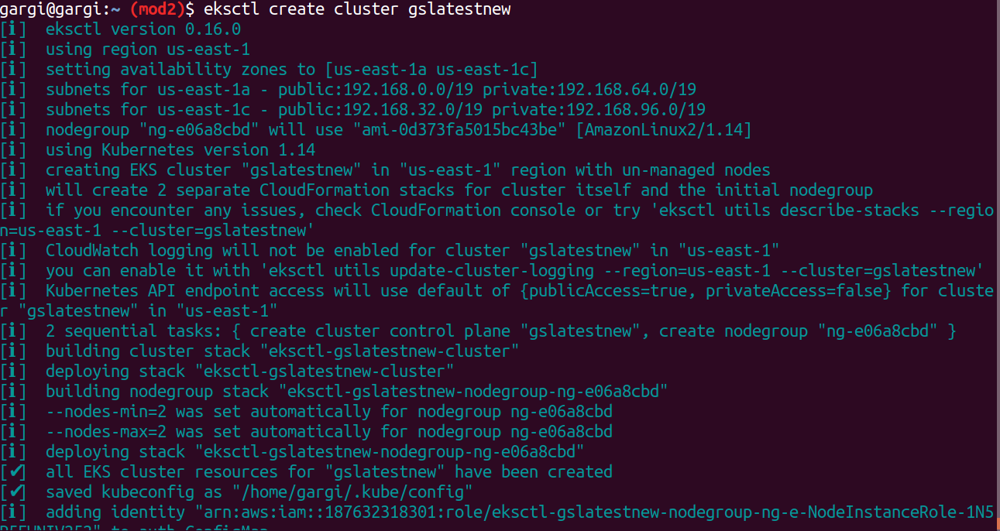 gargi@gargi:~ (mod2)$ eksctl create cluster gslatestnew
[ℹ]  eksctl version 0.16.0
[ℹ]  using region us-east-1
[ℹ]  setting availability zones to [us-east-1a us-east-1c]
[ℹ]  subnets for us-east-1a - public:192.168.0.0/19 private:192.168.64.0/19
[ℹ]  subnets for us-east-1c - public:192.168.32.0/19 private:192.168.96.0/19
[ℹ]  nodegroup "ng-e06a8cbd" will use "ami-0d373fa5015bc43be" [AmazonLinux2/1.14]
[ℹ]  using Kubernetes version 1.14
[ℹ]  creating EKS cluster "gslatestnew" in "us-east-1" region with un-managed nodes
[ℹ]  will create 2 separate CloudFormation stacks for cluster itself and the initial nodegroup
[ℹ]  if you encounter any issues, check CloudFormation console or try 'eksctl utils describe-stacks --regio
n=us-east-1 --cluster=gslatestnew'
[ℹ]  CloudWatch logging will not be enabled for cluster "gslatestnew" in "us-east-1"
[ℹ]  you can enable it with 'eksctl utils update-cluster-logging --region=us-east-1 --cluster=gslatestnew'
[ℹ]  Kubernetes API endpoint access will use default of {publicAccess=true, privateAccess=false} for cluste
r "gslatestnew" in "us-east-1"
[ℹ]  2 sequential tasks: { create cluster control plane "gslatestnew", create nodegroup "ng-e06a8cbd" }
[ℹ]  building cluster stack "eksctl-gslatestnew-cluster"
[ℹ]  deploying stack "eksctl-gslatestnew-cluster"
[ℹ]  building nodegroup stack "eksctl-gslatestnew-nodegroup-ng-e06a8cbd"
[ℹ]  --nodes-min=2 was set automatically for nodegroup ng-e06a8cbd
[ℹ]  --nodes-max=2 was set automatically for nodegroup ng-e06a8cbd
[ℹ]  deploying stack "eksctl-gslatestnew-nodegroup-ng-e06a8cbd"
[✔]  all EKS cluster resources for "gslatestnew" have been created
[✔]  saved kubeconfig as "/home/gargi/.kube/config"
[ℹ]  adding identity "arn:aws:iam::187632318301:role/eksctl-gslatestnew-nodegroup-ng-e-NodeInstanceRole-1N5
to auth ConfigMap